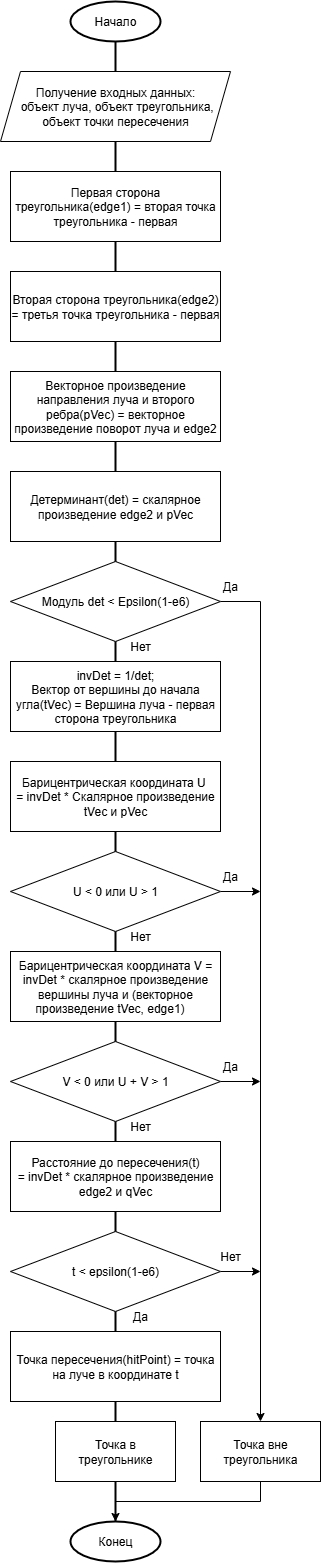 Начало
Получение входных данных:
объект луча, объект треугольника,
объект точки пересечения
Первая сторона
треугольника(edge1) = вторая точка
треугольника - первая
Вторая сторона треугольника(edge2)
= третья точка треугольника - первая
Векторное произведение
направления луча и второго
ребра(pVec) = векторное
произведение поворот луча и edge2
Детерминант(det) = скалярное
произведение edge2 и pVec
Модуль det < Epsilon(1-e6)
Да
Нет
invDet = 1/det;
Вектор от вершины до начала
угла(tVec) = Вершина луча - первая
сторона треугольника
Барицентрическая координата U
= invDet * Скалярное произведение
tVec и pVec
U < 0 или U > 1
Да
Нет
Барицентрическая координата V =
invDet * скалярное произведение
вершины луча и (векторное
произведение tVec, edge1)
V < 0 или U + V > 1
Да
Нет
Расстояние до пересечения(t)
= invDet * скалярное произведение
edge2 и qVec
t < epsilon(1-e6)
Нет
Да
Точка пересечения(hitPoint) = точка
на луче в координате t
Точка в
треугольнике
Точка вне
треугольника
Конец